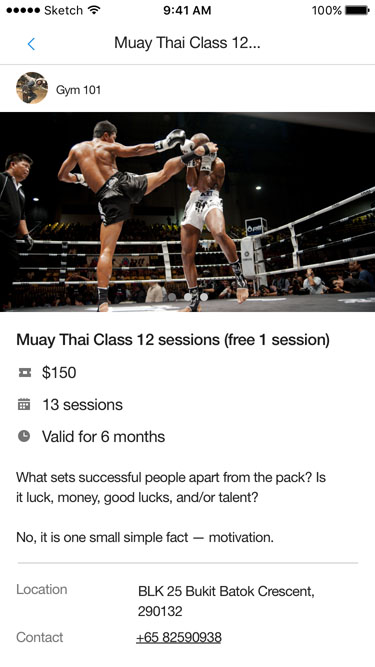 Sketch 9:41 AM 100%
Muay Thai Class 12...
Gym 101
Muay Thai Class 12 sessions (free 1 session)
$150
13 sessions
Valid for 6 months
What sets successful people apart from the pack? Is
it luck, money, good lucks, and/or talent?
No, it is one small simple fact — motivation.
Location BLK 25 Bukit Batok Crescent,
290132
Contact +65 82590938